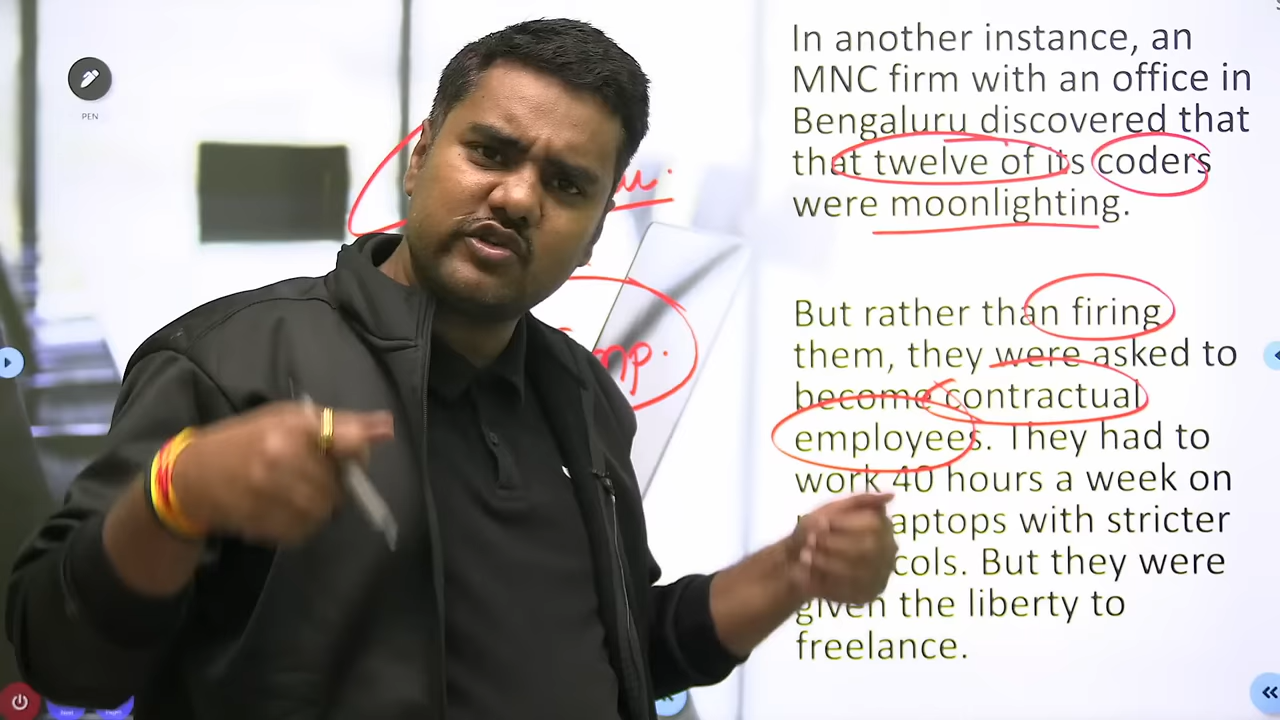 PEN
In another instance, an
MNC firm with an office in
Bengaluru discovered that
that twelve of its coders
were moonlighting.
But rather than firing
them, they were asked to
become contractual
employees. They had to
work 40 hours a week on
laptops with stricter
But they were
given the liberty to
freelance.